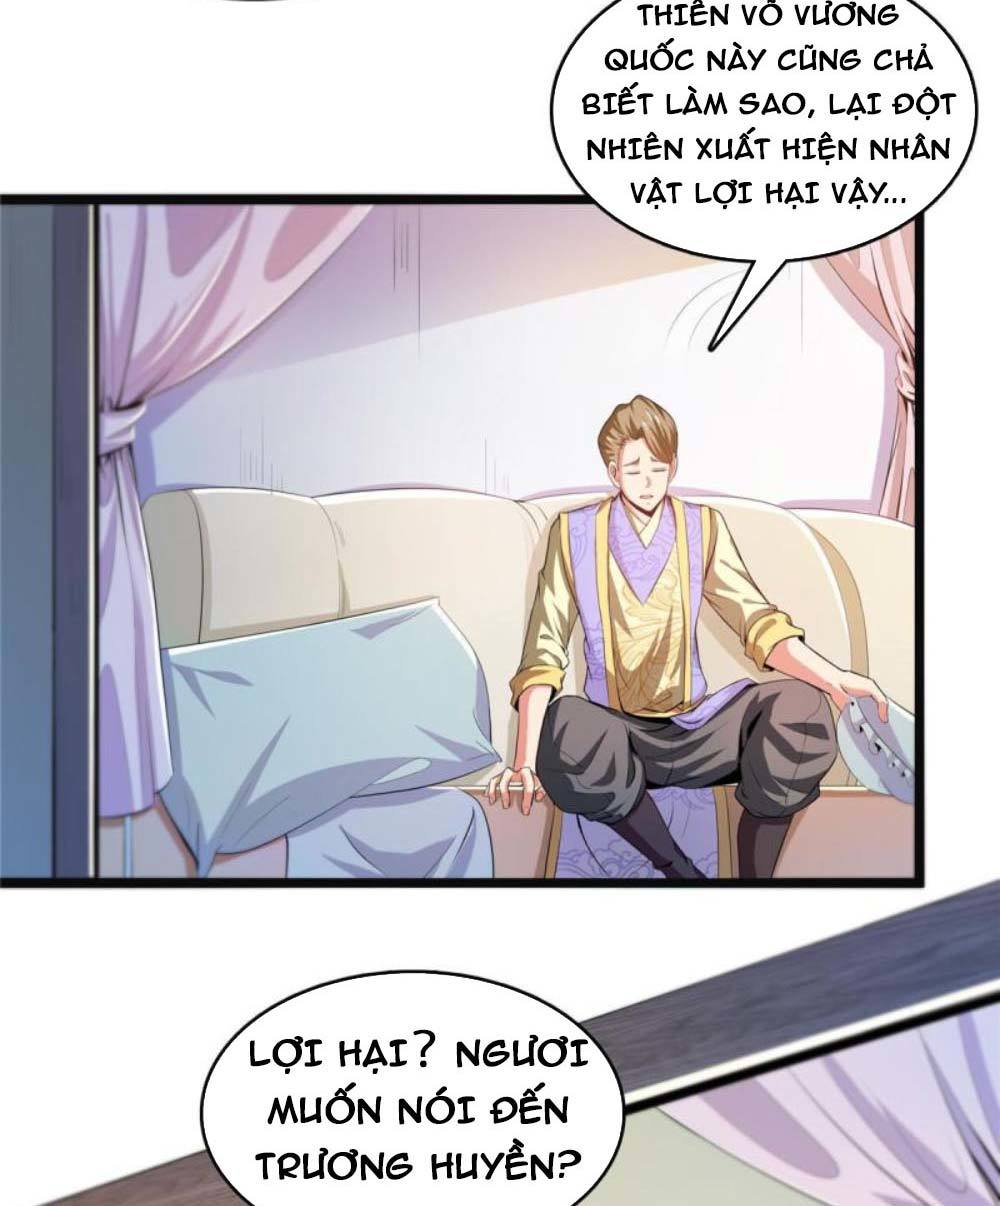 THIÊN VÕ VƯƠNG
QUỐC NÀY CŨNG CHẢ
BIẾT LÀM SAO, LẠI ĐỘT
NHIÊN XUẤT HIỆN NHÂN
VẬT LỢI HẠI VẬY...
LỢI HẠI? NGƯƠI
MUỐN NÓI ĐẾN
TRƯƠNG HUYỀN?